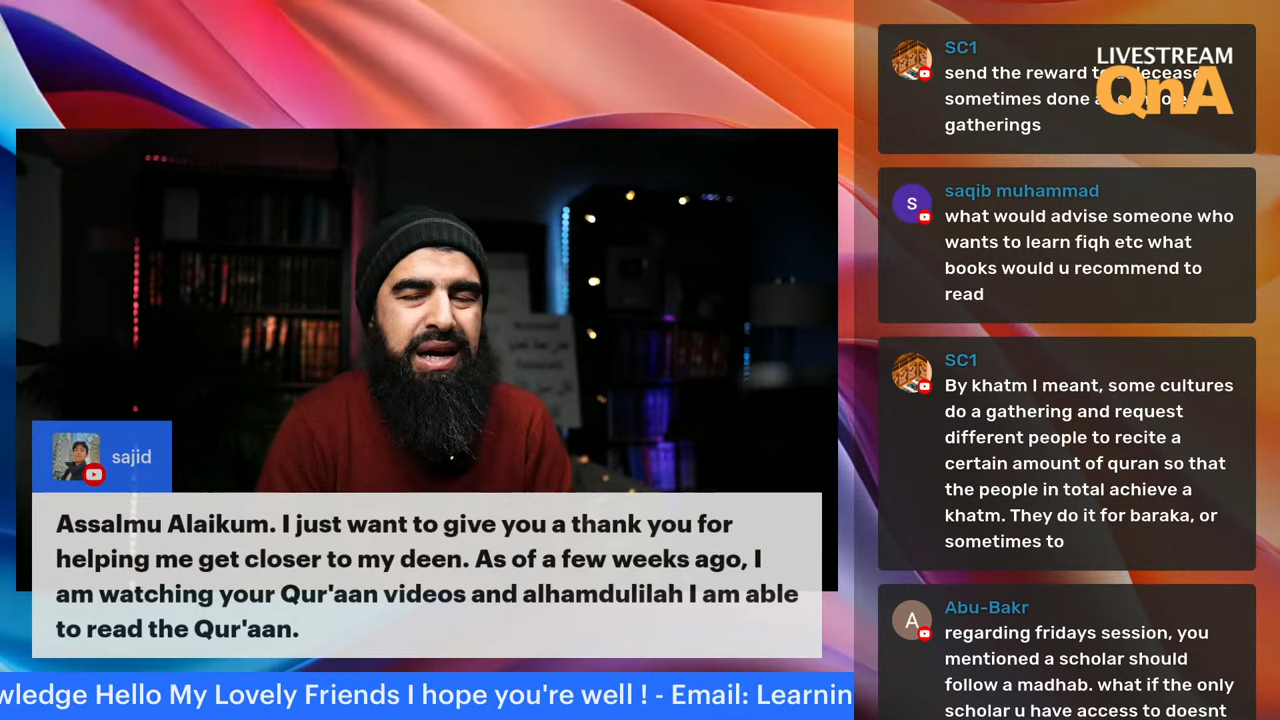 SC1
send the reward
sometimes done
gatherings
LIVESTREAM
QnA
saqib muhammad
what would advise someone who
wants to learn fiqh etc what
books would u recommend to
read
SC1
By khatm I meant, some cultures
do a gathering and request
different people to recite a
certain amount of quran so that
the people in total achieve a
khatm. They do it for baraka, or
sometimes to
Abu-Bakr
regarding fridays session, you
mentioned a scholar should
follow a madhab. what if the only
scholar u have access to doesnt
sajid
Assalmu Alaikum. I just want to give you a thank you for
helping me get closer to my deen. As of a few weeks ago, I
am watching your Qur'aan videos and alhamdulilah I am able
to read the Qur'aan.
wledge Hello My Lovely Friends I hope you're well ! - Email: Learnin
S
A